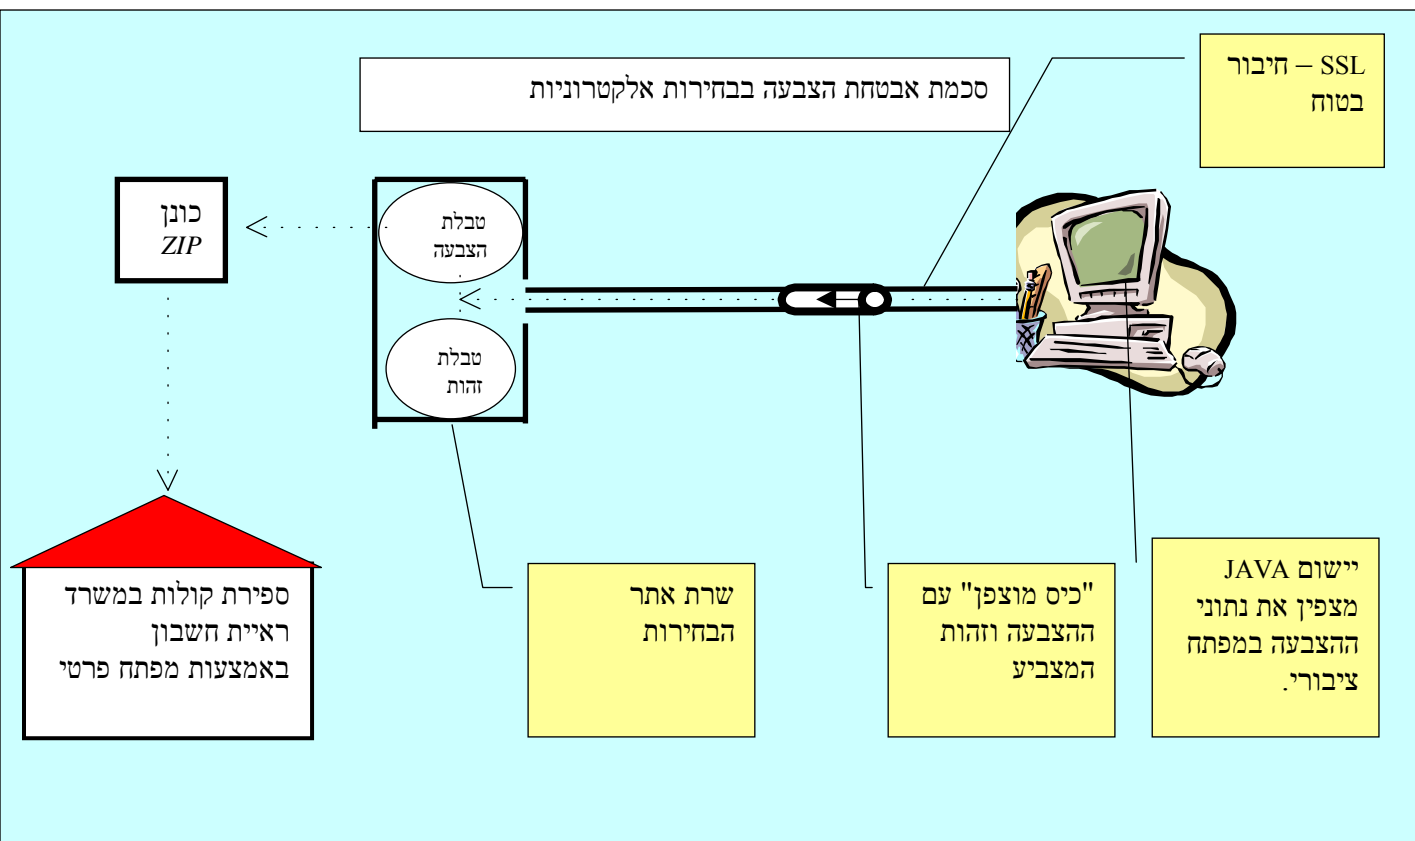 סכמת אבטחת הצבעה בבחירות אלקטרוניות
SSL – חיבור
בטוח
כונן
ZIP
טבלת
הצבעה
טבלת
זהות
יישום JAVA
מצפין את נתוני
ההצבעה במפתח
ציבורי.
"כיס מוצפן" עם
ההצבעה וזהות
המצביע
שרת אתר
הבחירות
ספירת קולות במשרד
ראיית חשבון
באמצעות מפתח פרטי